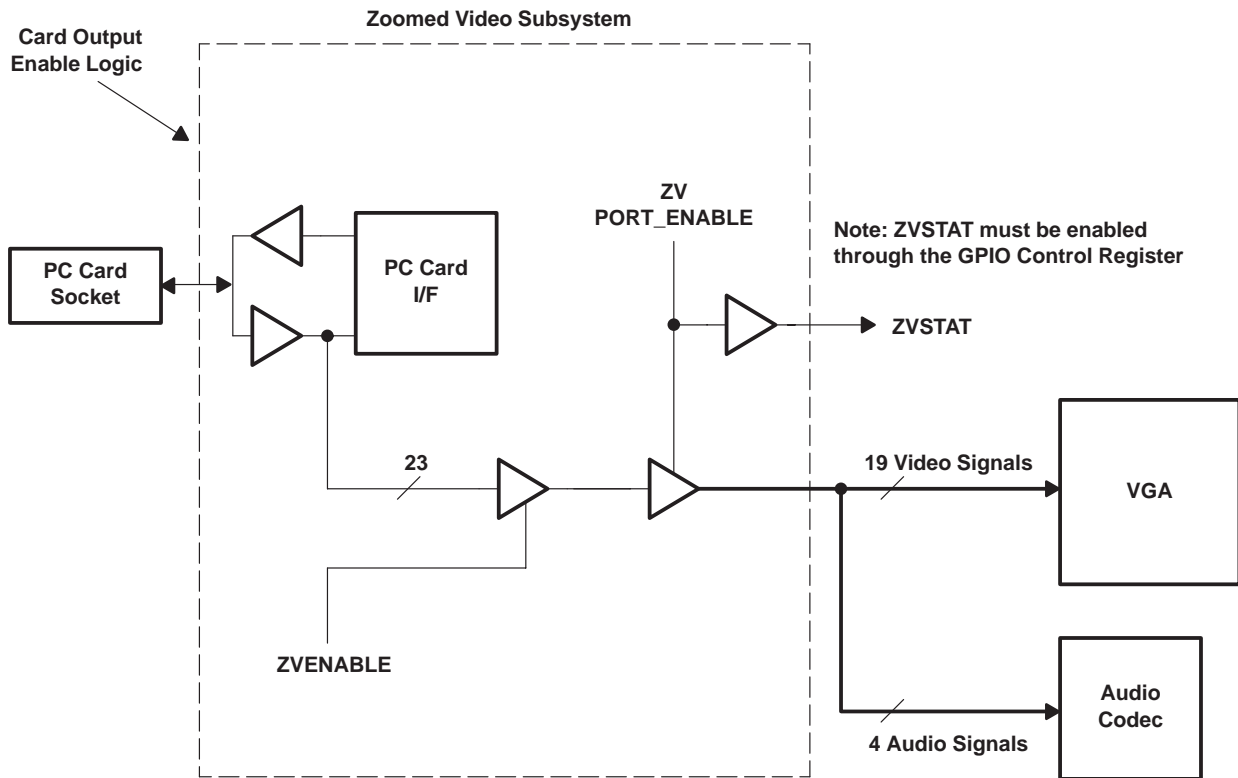 Zoomed Video Subsystem
Card Output
Enable Logic
ZV
PORT_ENABLE
Note: ZVSTAT must be enabled
through the GPIO Control Register
PC Card
Socket
PC Card
I/F
ZVSTAT
23
19 Video Signals
VGA
ZVENABLE
Audio
Codec
4 Audio Signals